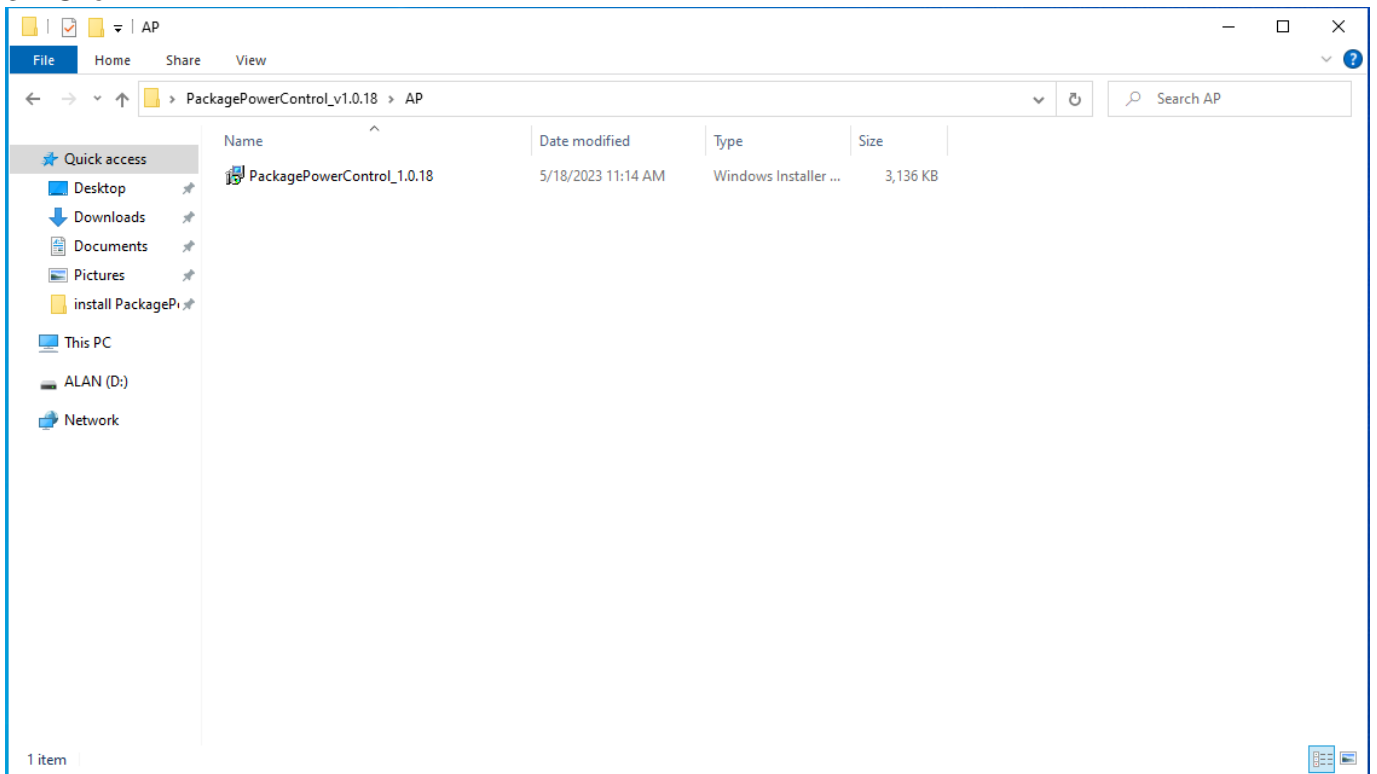 AP
File Home Share View
PackagePowerControl_v1.0.18 > AP
Search AP
Name Date modified Type Size
Quick access
PackagePowerControl_1.0.18 5/18/2023 11:14 AM Windows Installer ... 3,136 KB
Desktop
Downloads
Documents
Pictures
install PackageP
This PC
ALAN (D:)
Network
1 item